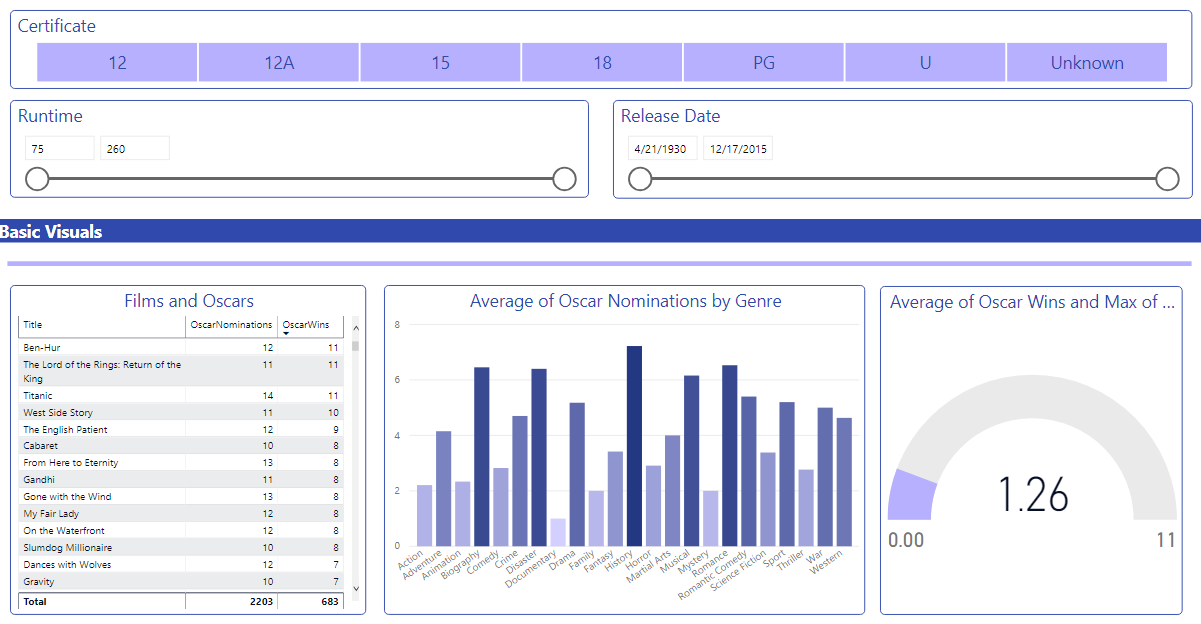 Certificate
12 12A 15 18 PG U Unknown
Runtime
75 260
Release Date
4/21/1930 12/17/2015
Basic Visuals
Films and Oscars
Title OscarNominations OscarWins
Ben-Hur 12 11
The Lord of the Rings: Return of the 11 11
King
Titanic 14 11
West Side Story 11 10
The English Patient 12 9
Cabaret 10 8
From Here to Eternity 13 8
Gandhi 11 8
Gone with the Wind 13 8
My Fair Lady 12 8
On the Waterfront 12 8
Slumdog Millionaire 10 8
Dances with Wolves 12 7
Gravity 10 7
Total 2203 683
Average of Oscar Nominations by Genre
8
6
4
2
0
Action
Adventure
Animation
Biography
Comedy
Crime
Disaster
Documentary
Drama
Family
Fantasy
History
Horror
Martial Arts
Musical
Mystery
Romance
Romantic Comedy
Science Fiction
Sport
Thriller
War
Western
Average of Oscar Wins and Max of ...
1.26
0.00 11